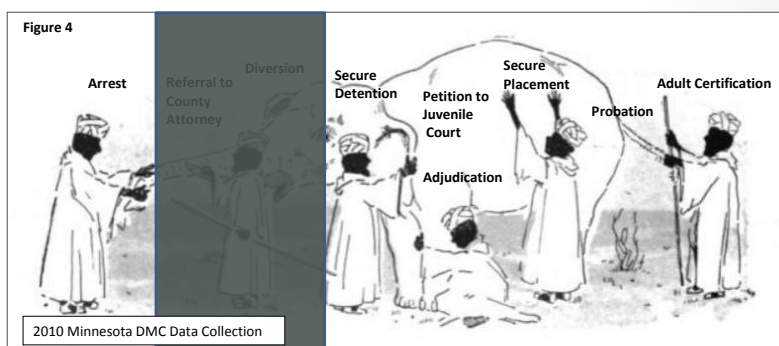 Figure 4
Arrest
Referral to
County
Attorney
Diversion
Secure
Detention
Petition to
Juvenile
Court
Adjudication
Secure
Placement
Probation
Adult Certification
2010 Minnesota DMC Data Collection